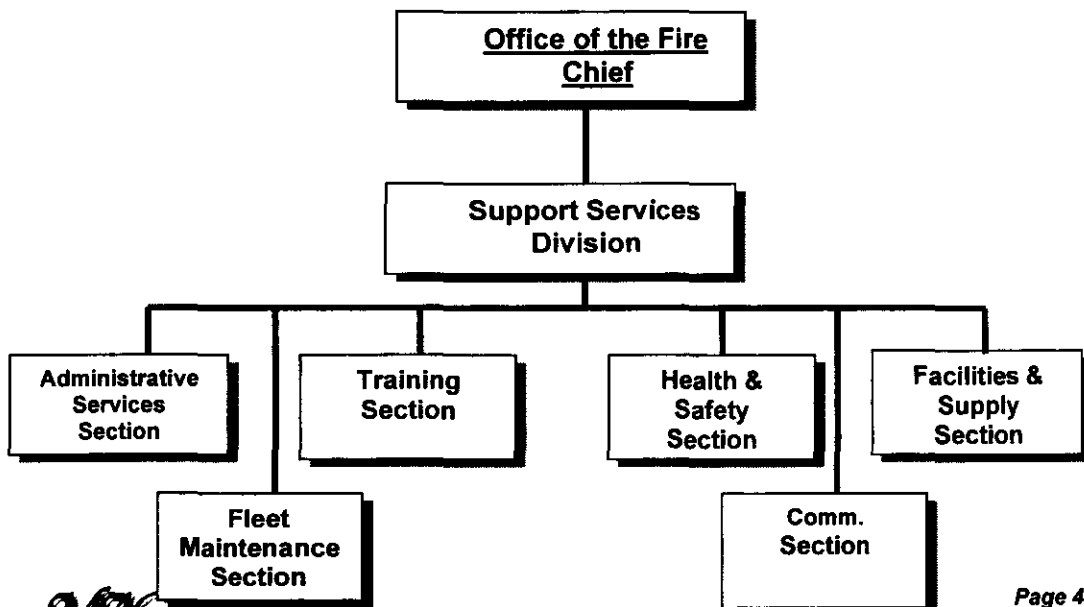 Office of the Fire
Chief
Support Services
Division
Administrative
Services
Section
Training
Section
Health &
Safety
Section
Facilities &
Supply
Section
Fleet
Maintenance
Section
Comm.
Section
Page 4